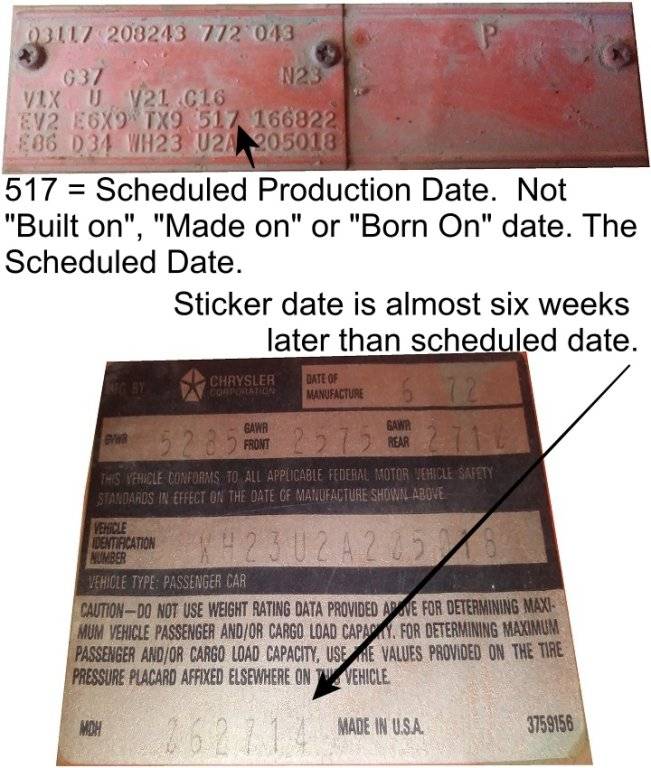 03117 208243 772 043
P
G37 N23
V1X U V21 G16
EV2 E6X9 TX9 517 166822
E86 D34 WH23 U2A 205018
517 = Scheduled Production Date. Not
"Built on", "Made on" or "Born On" date. The
Scheduled Date.
Sticker date is almost six weeks
later than scheduled date.
MFG BY CHRYSLER CORPORATION DATE OF MANUFACTURE 6 72
GVWR 5285 GAWR FRONT 2575 GAWR REAR
THIS VEHICLE CONFORMS TO ALL APPLICABLE FEDERAL MOTOR VEHICLE SAFETY
STANDARDS IN EFFECT ON THE DATE OF MANUFACTURE SHOWN ABOVE.
VEHICLE IDENTIFICATION NUMBER
VEHICLE TYPE: PASSENGER CAR
CAUTION—DO NOT USE WEIGHT RATING DATA PROVIDED ABOVE FOR DETERMINING MAXI-
MUM VEHICLE PASSENGER AND/OR CARGO LOAD CAPACITY. FOR DETERMINING MAXIMUM
PASSENGER AND/OR CARGO LOAD CAPACITY, USE THE VALUES PROVIDED ON THE TIRE
PRESSURE PLACARD AFFIXED ELSEWHERE ON THIS VEHICLE.
MDH 262714 MADE IN U.S.A. 3759156